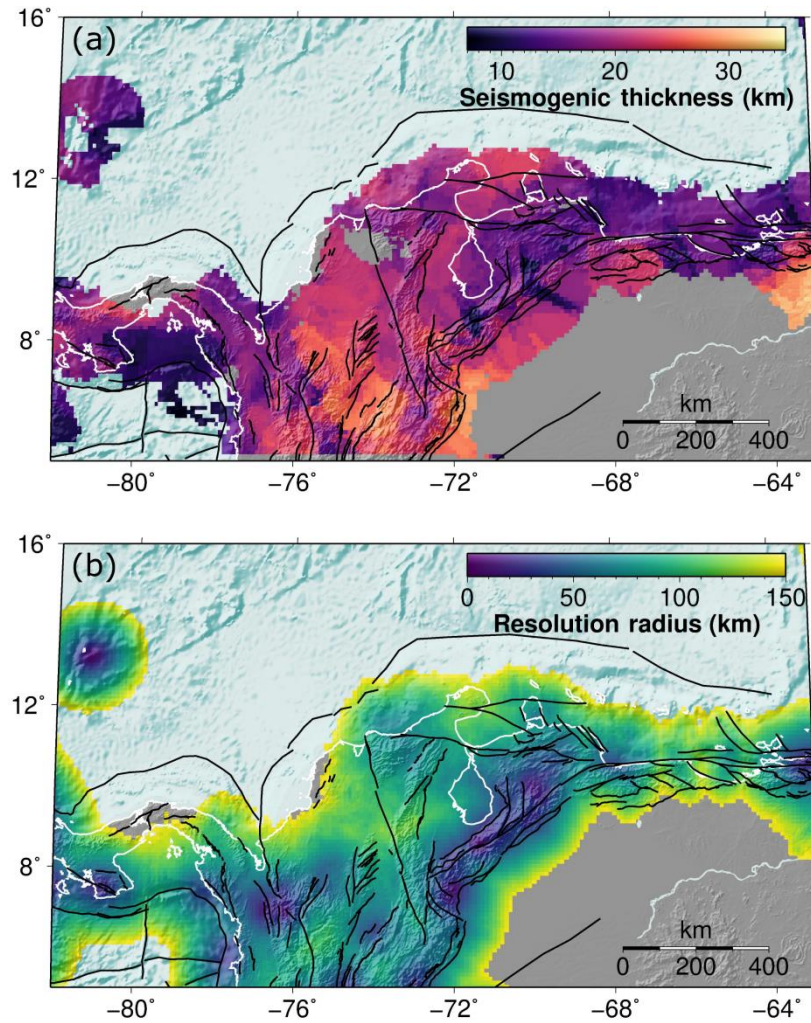 16°
(a)
10 20 30
Seismogenic thickness (km)
12°
8°
km
0 200 400
−80 −76 −72 −68 −64
16°
(b)
0 50 100 150
Resolution radius (km)
12°
8°
km
0 200 400
−80 −76 −72 −68 −64